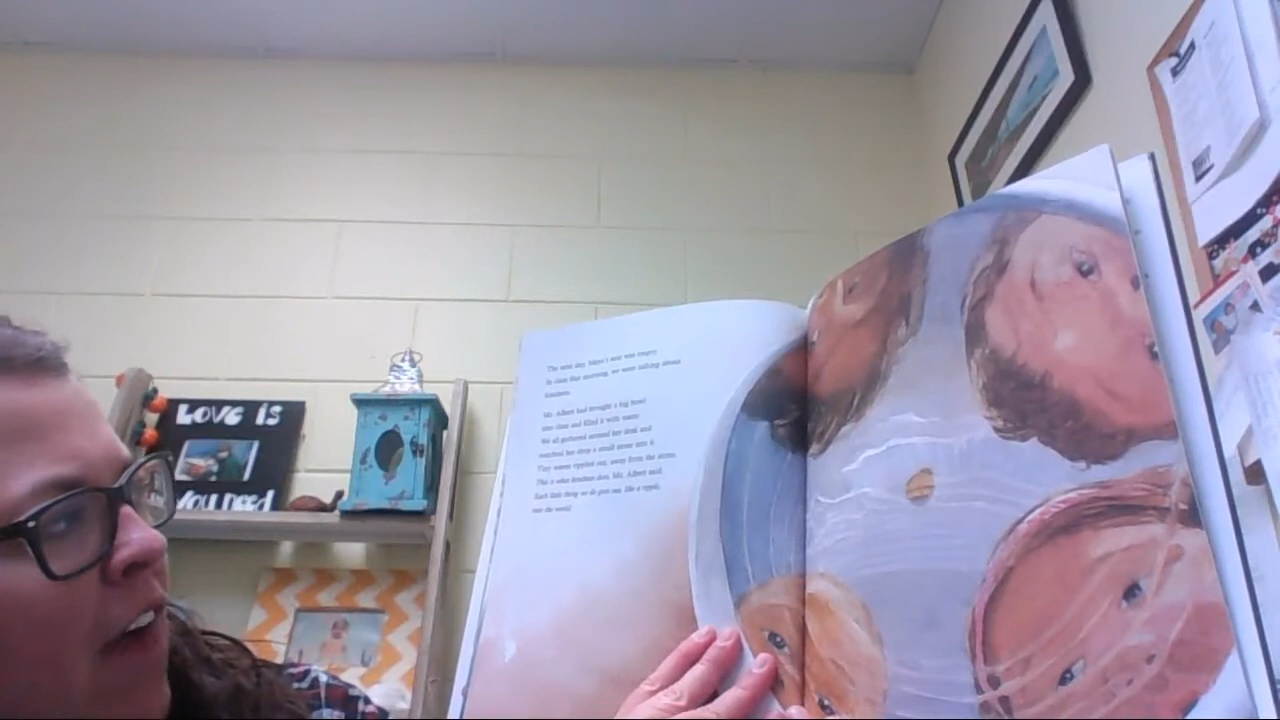 LOVE IS
YOU NEED
The next day, Maya's seat was empty.
In class that morning, we were talking about
kindness.
Ms. Albert had brought a big bowl
into class and filled it with water.
We all gathered around her desk and
watched her drop a small stone into it.
Tiny waves rippled out, away from the stone.
This is what kindness does, Ms. Albert said.
Each little thing we do goes out, like a ripple,
into the world.